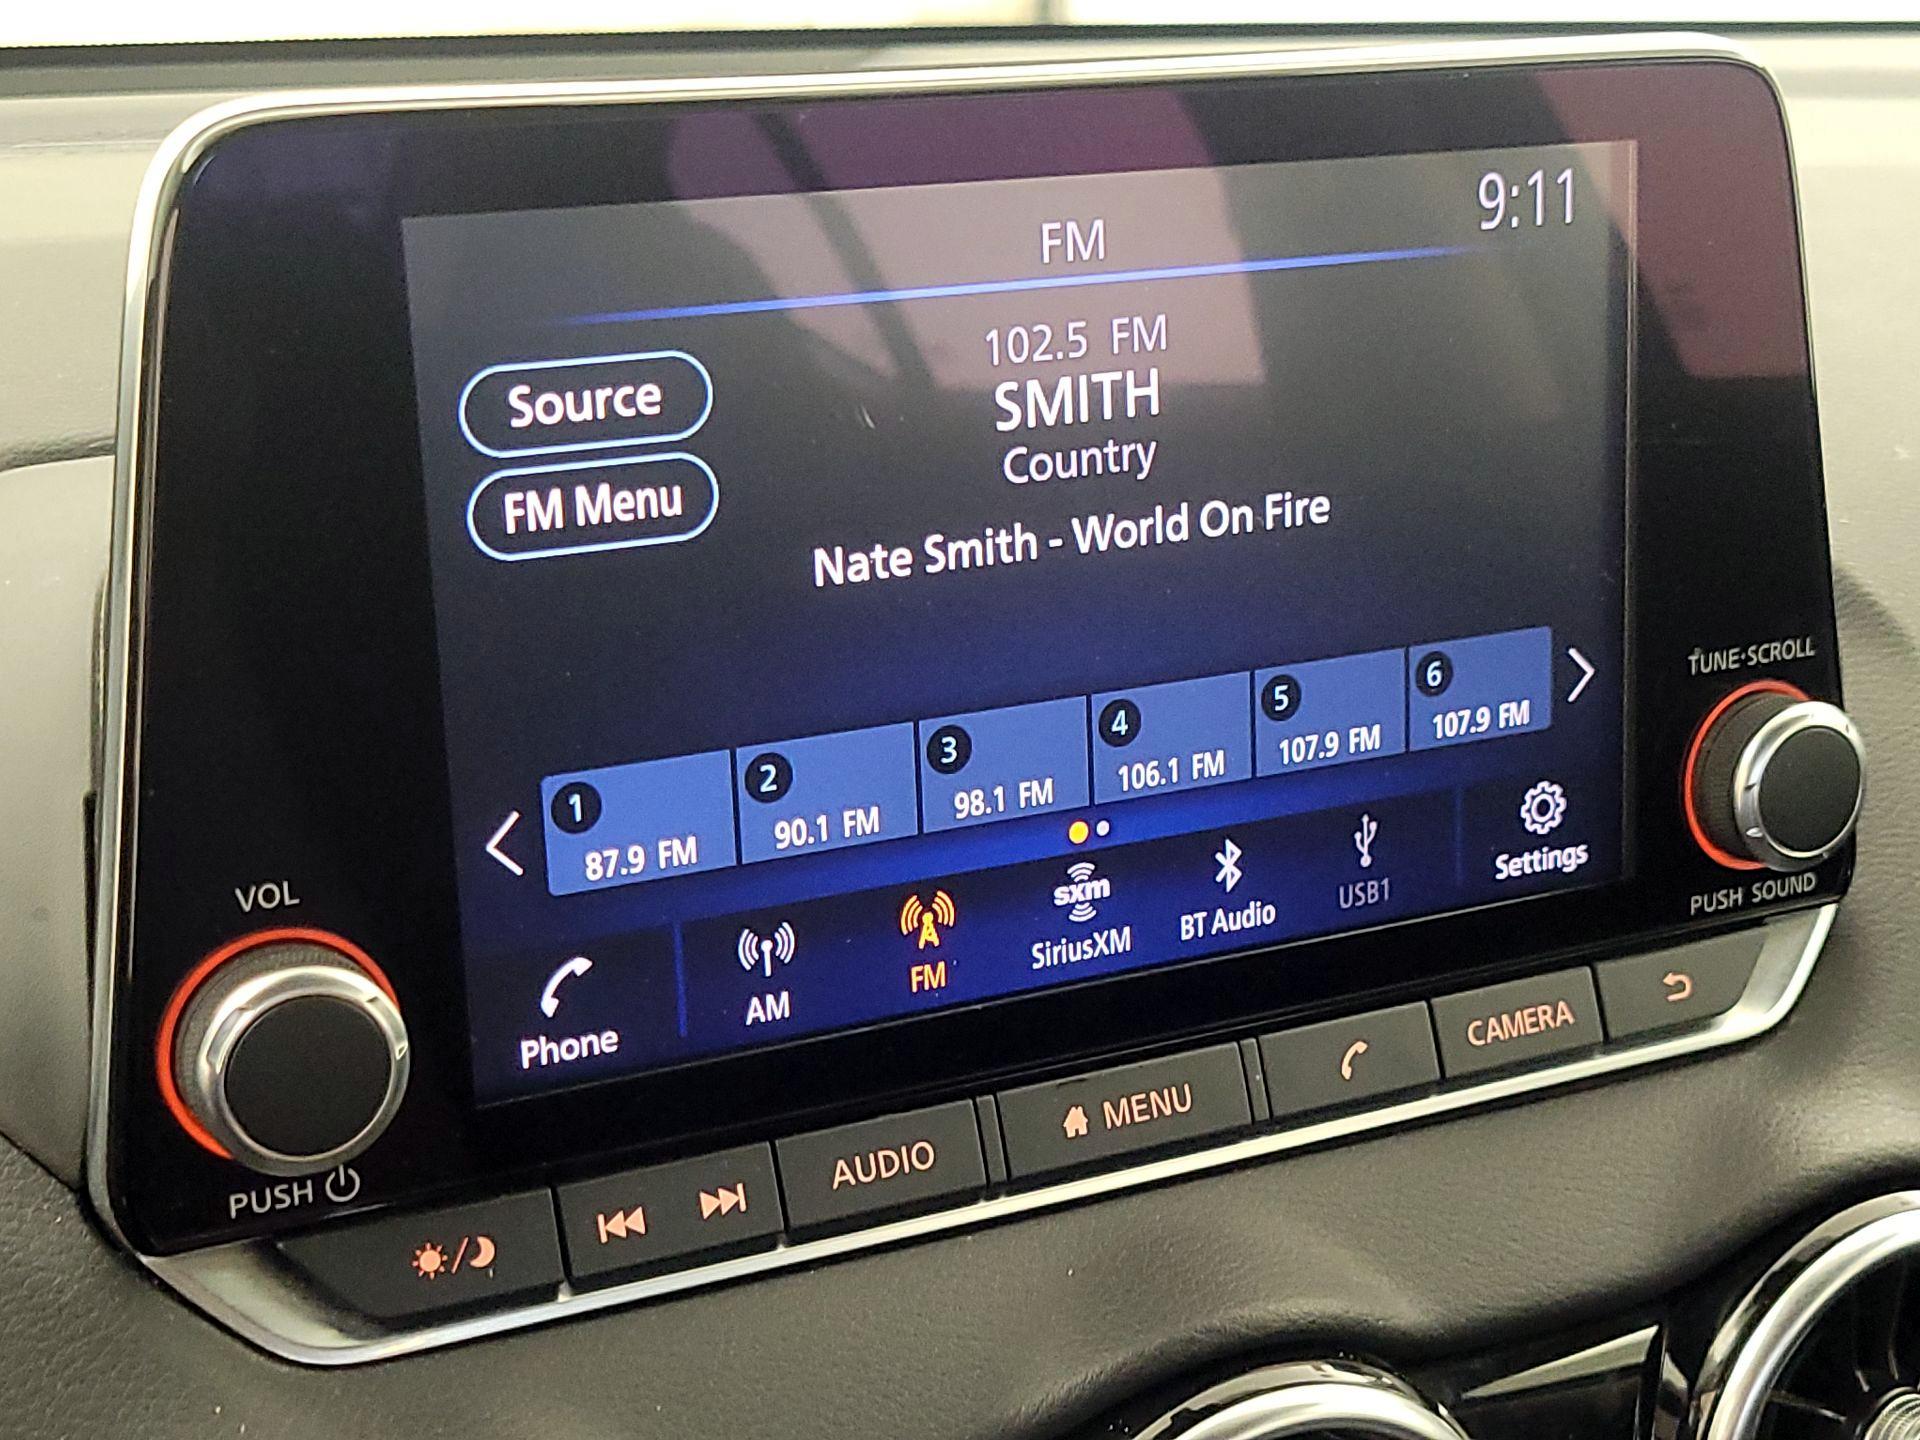 9:11
FM
102.5 FM
SMITH
Country
Nate Smith - World On Fire
Source
FM Menu
1
87.9 FM
2
90.1 FM
3
98.1 FM
4
106.1 FM
5
107.9 FM
6
107.9 FM
Phone
AM
FM
sxm
SiriusXM
BT Audio
USB1
Settings
VOL
PUSH
TUNE·SCROLL
PUSH SOUND
AUDIO
MENU
CAMERA